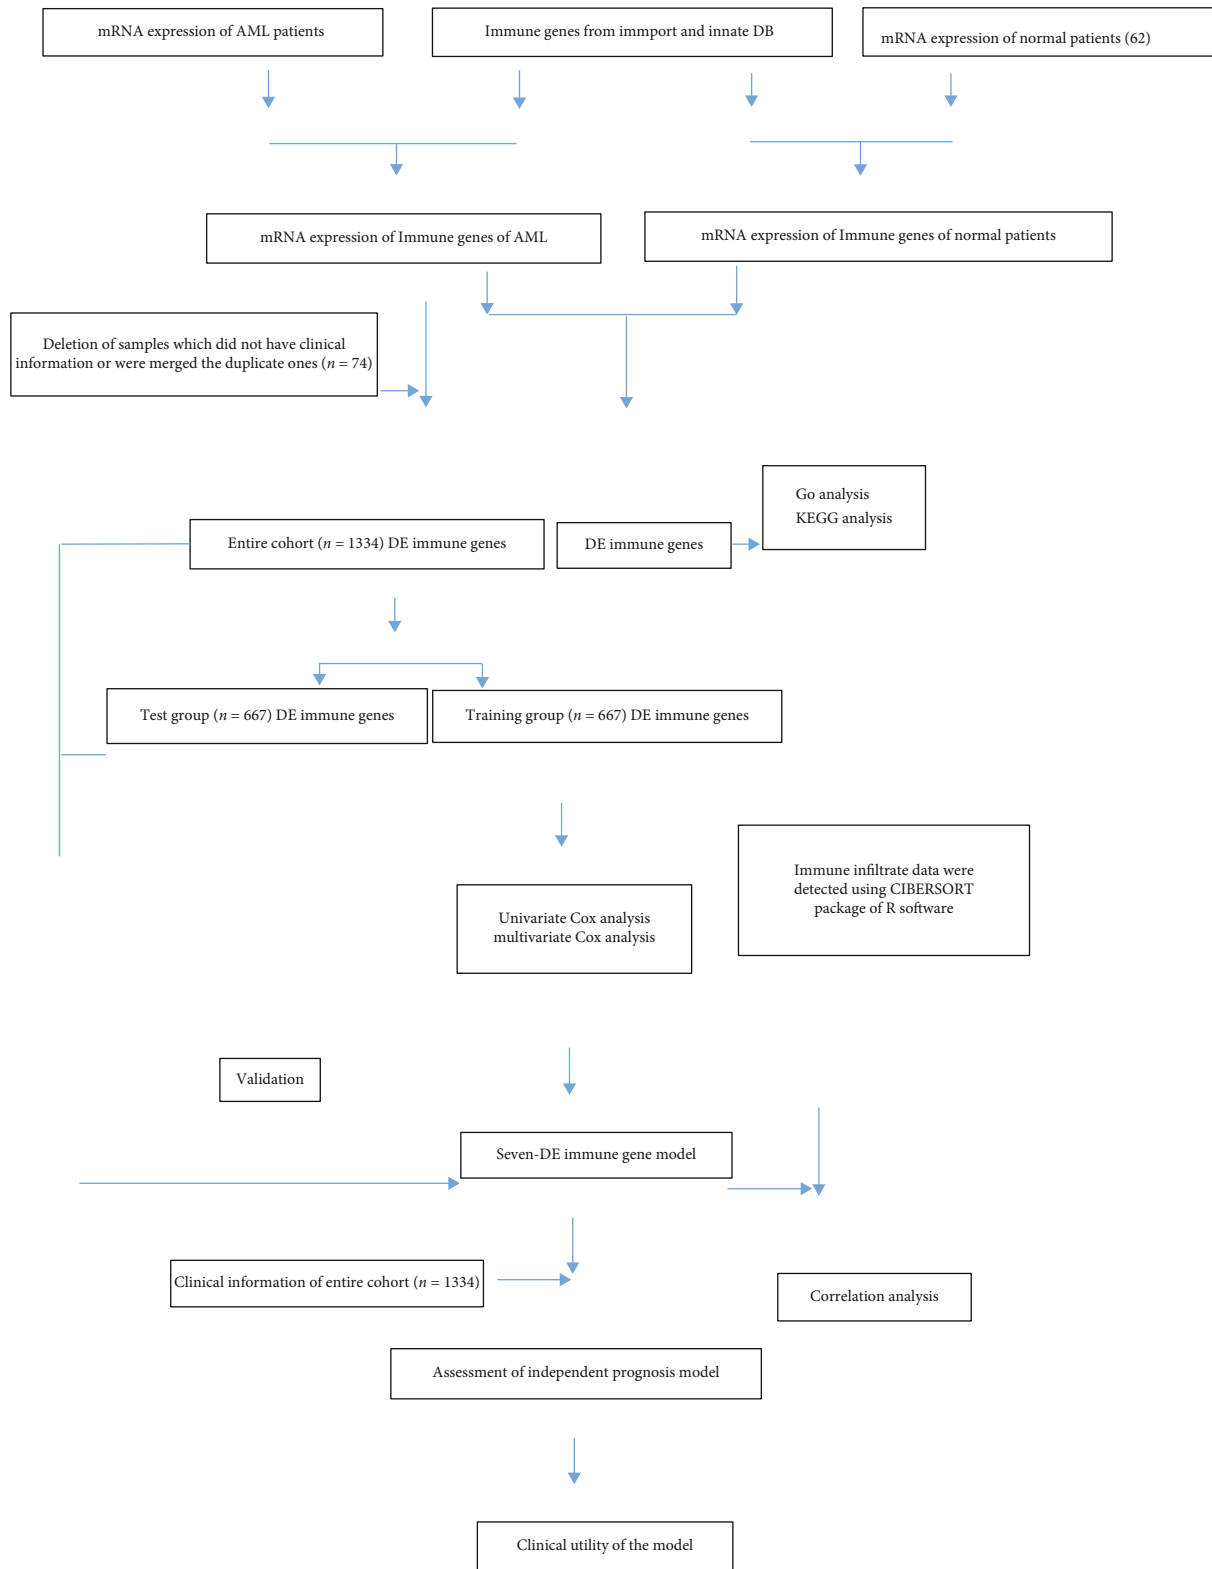 mRNA expression of AML patients
Immune genes from immport and innate DB
mRNA expression of normal patients (62)
mRNA expression of Immune genes of AML
mRNA expression of Immune genes of normal patients
Deletion of samples which did not have clinical
information or were merged the duplicate ones (n = 74)
Go analysis
KEGG analysis
Entire cohort (n = 1334) DE immune genes
DE immune genes
Test group (n = 667) DE immune genes
Training group (n = 667) DE immune genes
Immune infiltrate data were
detected using CIBERSORT
package of R software
Univariate Cox analysis
multivariate Cox analysis
Validation
Seven-DE immune gene model
Clinical information of entire cohort (n = 1334)
Correlation analysis
Assessment of independent prognosis model
Clinical utility of the model